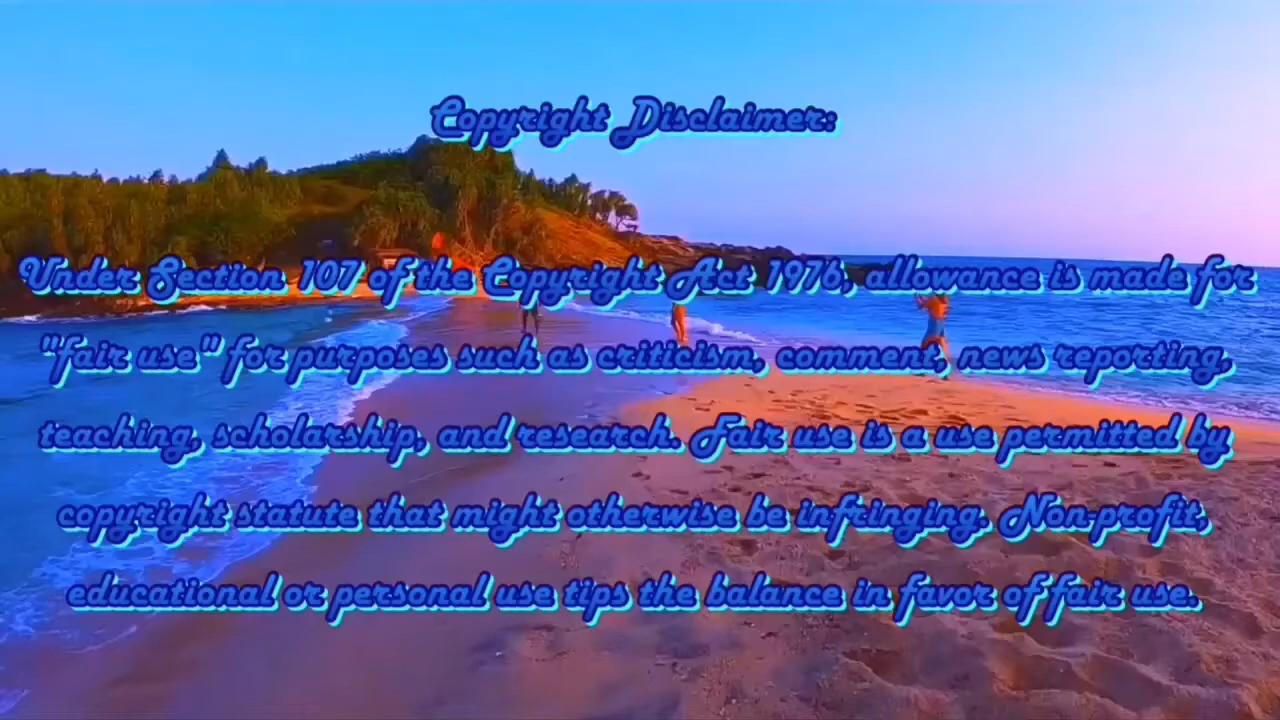 Copyright Disclaimer:
Under Section 107 of the Copyright Act 1976, allowance is made for
"fair use" for purposes such as criticism, comment, news reporting,
teaching, scholarship, and research. Fair use is a use permitted by
copyright statute that might otherwise be infringing. Non-profit,
educational or personal use tips the balance in favor of fair use.